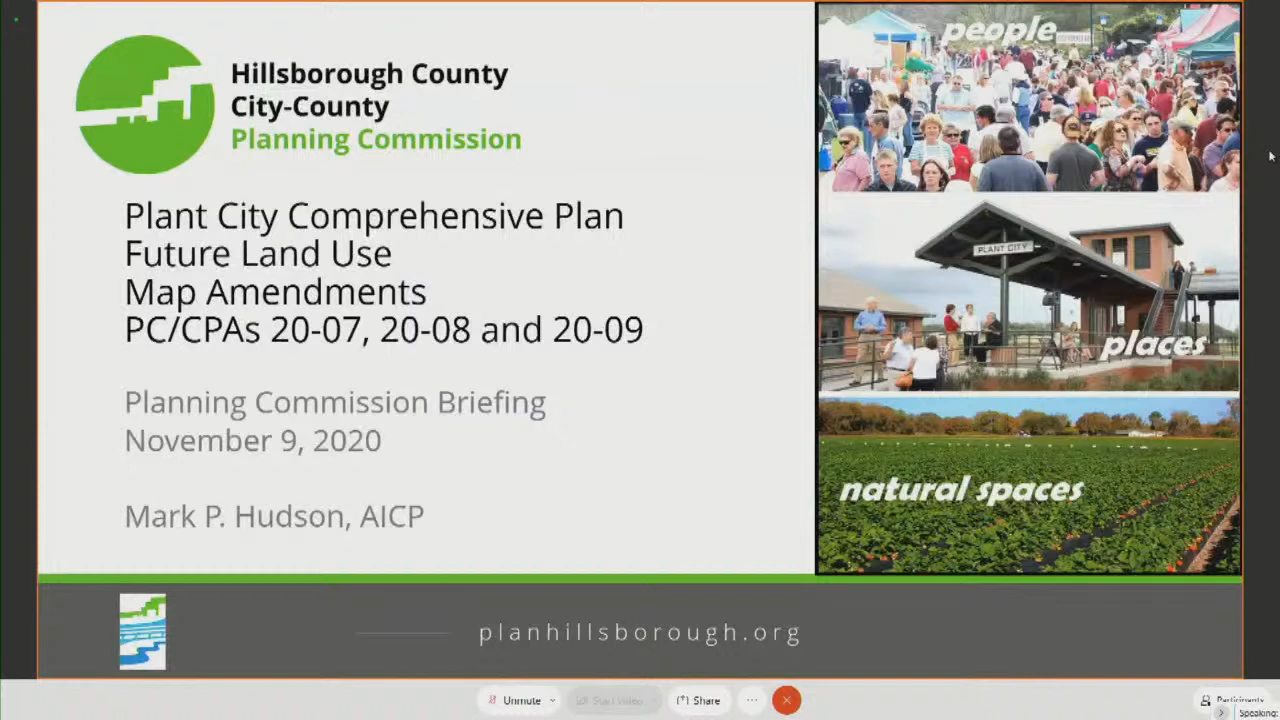 Hillsborough County
City-County
Planning Commission
Plant City Comprehensive Plan
Future Land Use
Map Amendments
PC/CPAs 20-07, 20-08 and 20-09
Planning Commission Briefing
November 9, 2020
Mark P. Hudson, AICP
people
PLANT CITY
places
natural spaces
planhillsborough.org
Unmute
Start video
Share
Participants
Speaking: